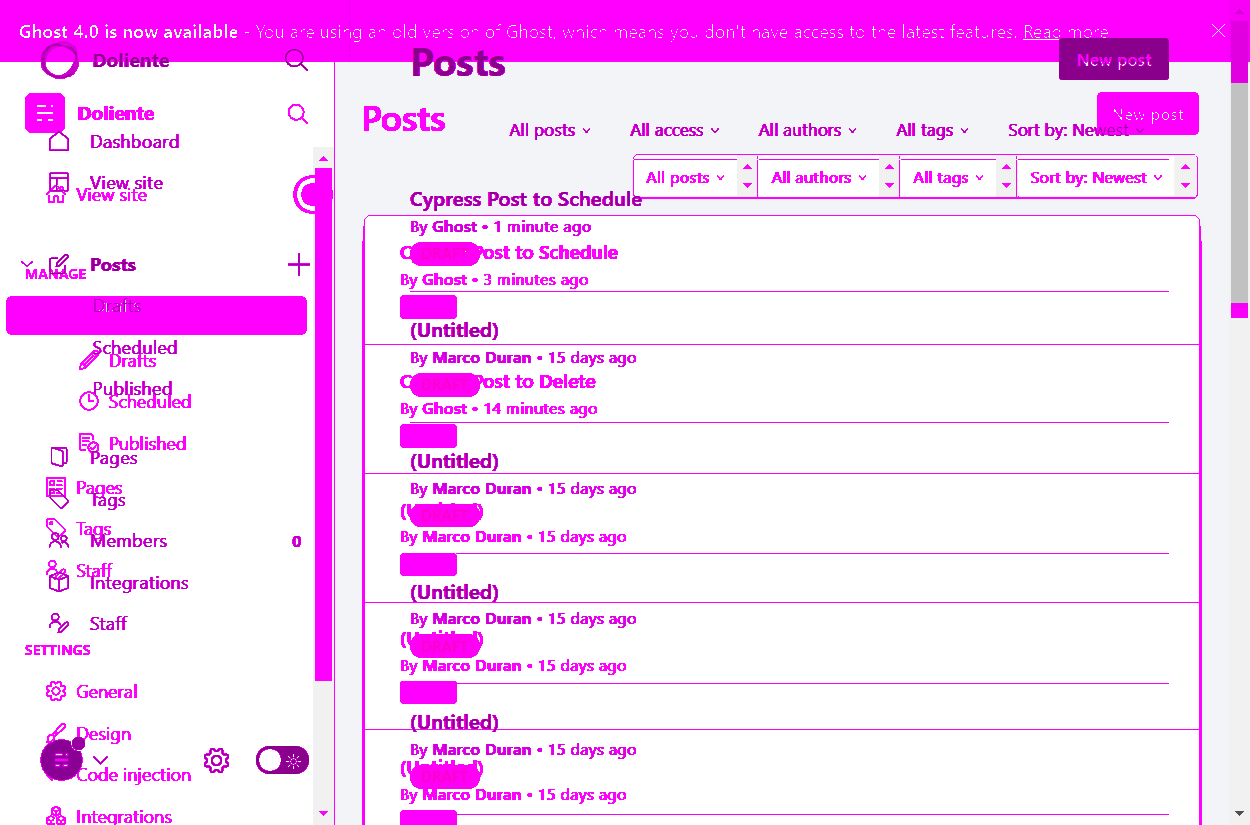 Ghost 4.0 is now available - You are using an old version of Ghost, which means you don't have access to the latest features. Read more
Doliente
Posts
New post
Doliente
Posts
New post
Dashboard
All posts
All access
All authors
All tags
Sort by: Newest
View site
View site
All posts
All authors
All tags
Sort by: Newest
Cypress Post to Schedule
By Ghost • 1 minute ago
Post to Schedule
By Ghost • 3 minutes ago
Posts
MANAGE
Drafts
Scheduled
Drafts
Published
Scheduled
Published
Pages
Pages
Tags
Tags
Members 0
Staff
Integrations
Staff
SETTINGS
General
Design
Code injection
Integrations
(Untitled)
By Marco Duran • 15 days ago
Post to Delete
By Ghost • 14 minutes ago
(Untitled)
By Marco Duran • 15 days ago
DRAFT
By Marco Duran • 15 days ago
(Untitled)
By Marco Duran • 15 days ago
(Untitled)
DRAFT
By Marco Duran • 15 days ago
(Untitled)
By Marco Duran • 15 days ago
(Untitled)
DRAFT
By Marco Duran • 15 days ago